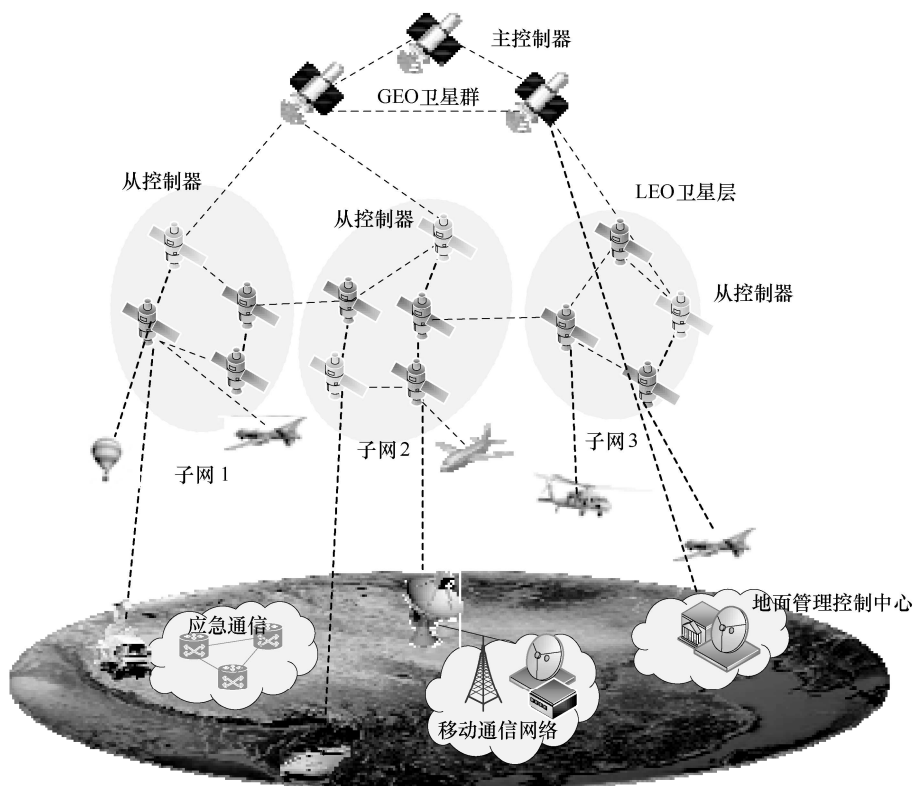 主控制器
GEO卫星群
从控制器
LEO卫星层
从控制器
从控制器
子网1
子网2
子网3
地面管理控制中心
应急通信
移动通信网络